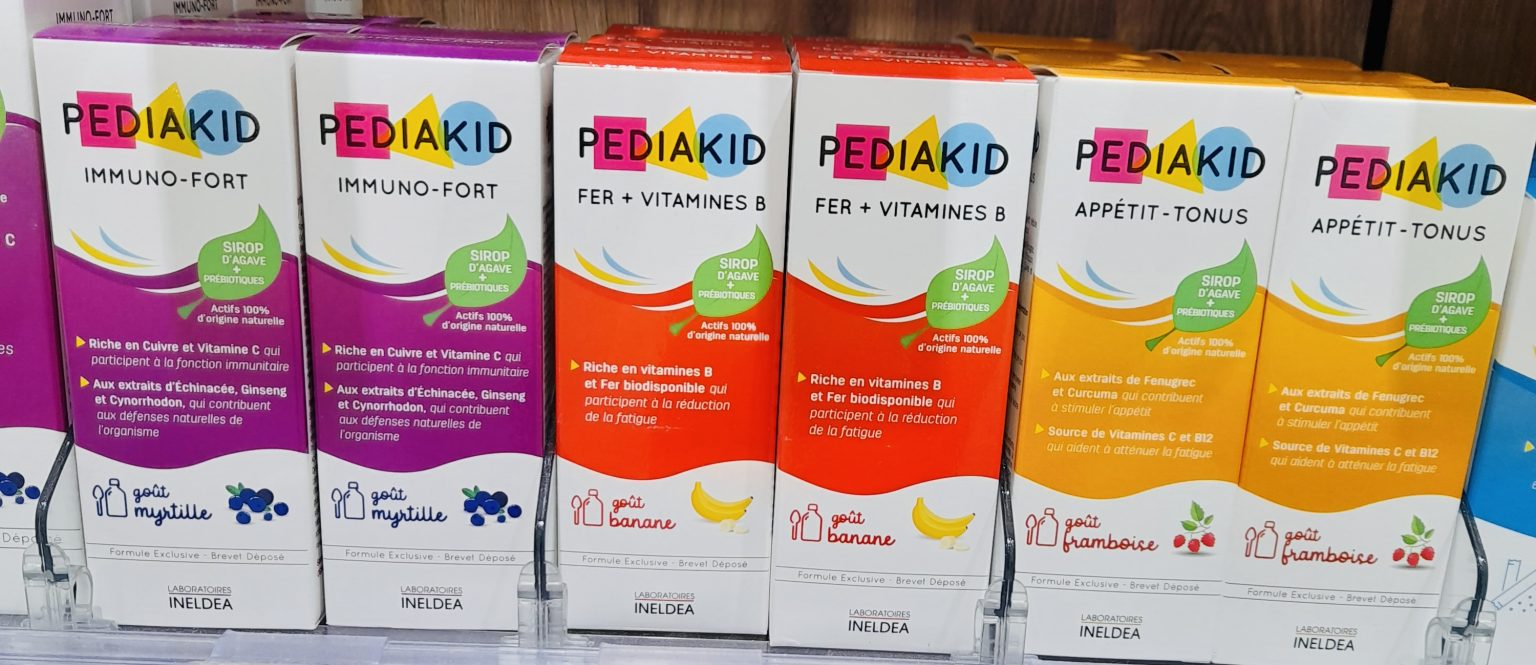 IMMUNO-FORT
IMMUNO-FORT
C
PEDIAKID
IMMUNO-FORT
SIROP
D'AGAVE
+
PRÉBIOTIQUES
Actifs 100%
d'origine naturelle
Riche en Cuivre et Vitamine C qui
participent à la fonction immunitaire
Aux extraits d'Échinacée, Ginseng
et Cynorrhodon, qui contribuent
aux défenses naturelles de
l'organisme
goût
myrtille
Formule Exclusive - Brevet Déposé
LABORATOIRES
INELDEA
PEDIAKID
IMMUNO-FORT
SIROP
D'AGAVE
+
PRÉBIOTIQUES
Actifs 100%
d'origine naturelle
Riche en Cuivre et Vitamine C qui
participent à la fonction immunitaire
Aux extraits d'Échinacée, Ginseng
et Cynorrhodon, qui contribuent
aux défenses naturelles de
l'organisme
goût
myrtille
Formule Exclusive - Brevet Déposé
LABORATOIRES
INELDEA
FER + VITAMINES B
PEDIAKID
FER + VITAMINES B
SIROP
D'AGAVE
+
PRÉBIOTIQUES
Actifs 100%
d'origine naturelle
Riche en vitamines B
et Fer biodisponible qui
participent à la réduction
de la fatigue
goût
banane
Formule Exclusive - Brevet Déposé
LABORATOIRES
INELDEA
FER + VITAMINES B
PEDIAKID
FER + VITAMINES B
SIROP
D'AGAVE
+
PRÉBIOTIQUES
Actifs 100%
d'origine naturelle
Riche en vitamines B
et Fer biodisponible qui
participent à la réduction
de la fatigue
goût
banane
Formule Exclusive - Brevet Déposé
LABORATOIRES
INELDEA
PEDIAKID
APPÉTIT-TONUS
SIROP
D'AGAVE
+
PRÉBIOTIQUES
Actifs 100%
d'origine naturelle
Aux extraits de Fenugrec
et Curcuma qui contribuent
à stimuler l'appétit
Source de Vitamines C et B12
qui aident à atténuer la fatigue
goût
framboise
Formule Exclusive - Brevet Déposé
LABORATOIRES
INELDEA
PEDIAKID
APPÉTIT-TONUS
SIROP
D'AGAVE
+
PRÉBIOTIQUES
Actifs 100%
d'origine naturelle
Aux extraits de Fenugrec
et Curcuma qui contribuent
à stimuler l'appétit
Source de Vitamines C et B12
qui aident à atténuer la fatigue
goût
framboise
Formule Exclusive - Brevet Déposé
LABORATOIRES
INELDEA